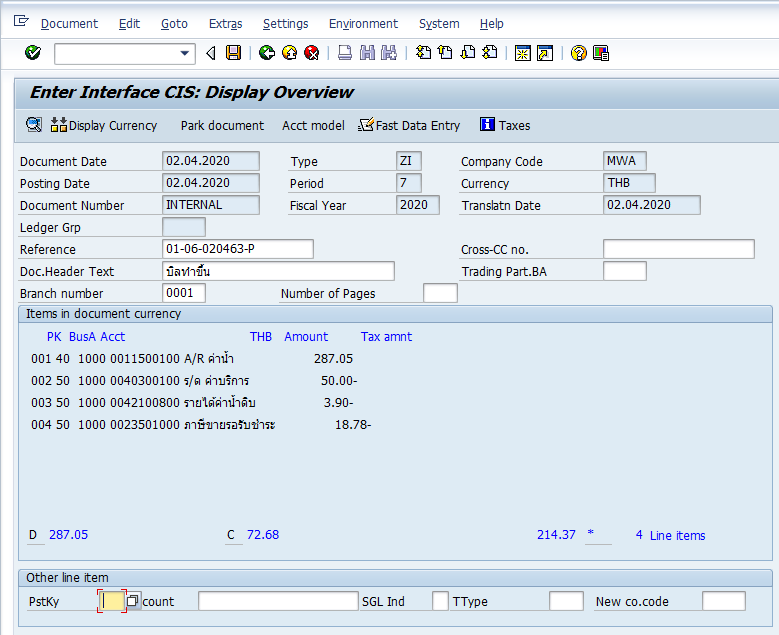 Document Edit Goto Extras Settings Environment System Help
Enter Interface CIS: Display Overview
Display Currency Park document Acct model Fast Data Entry Taxes
Document Date 02.04.2020 Type ZI Company Code MWA
Posting Date 02.04.2020 Period 7 Currency THB
Document Number INTERNAL Fiscal Year 2020 Translatn Date 02.04.2020
Ledger Grp
Reference 01-06-020463-P Cross-CC no.
Doc.Header Text บิลทำขึ้น Trading Part.BA
Branch number 0001 Number of Pages
Items in document currency
PK BusA Acct THB Amount Tax amnt
001 40 1000 0011500100 A/R ค่าน้ำ 287.05
002 50 1000 0040300100 ร/ด ค่าบริการ 50.00-
003 50 1000 0042100800 รายได้ค่าน้ำดิบ 3.90-
004 50 1000 0023501000 ภาษีขายรอรับชำระ 18.78-
D 287.05 C 72.68 214.37 * 4 Line items
Other line item
PstKy count SGL Ind TType New co.code